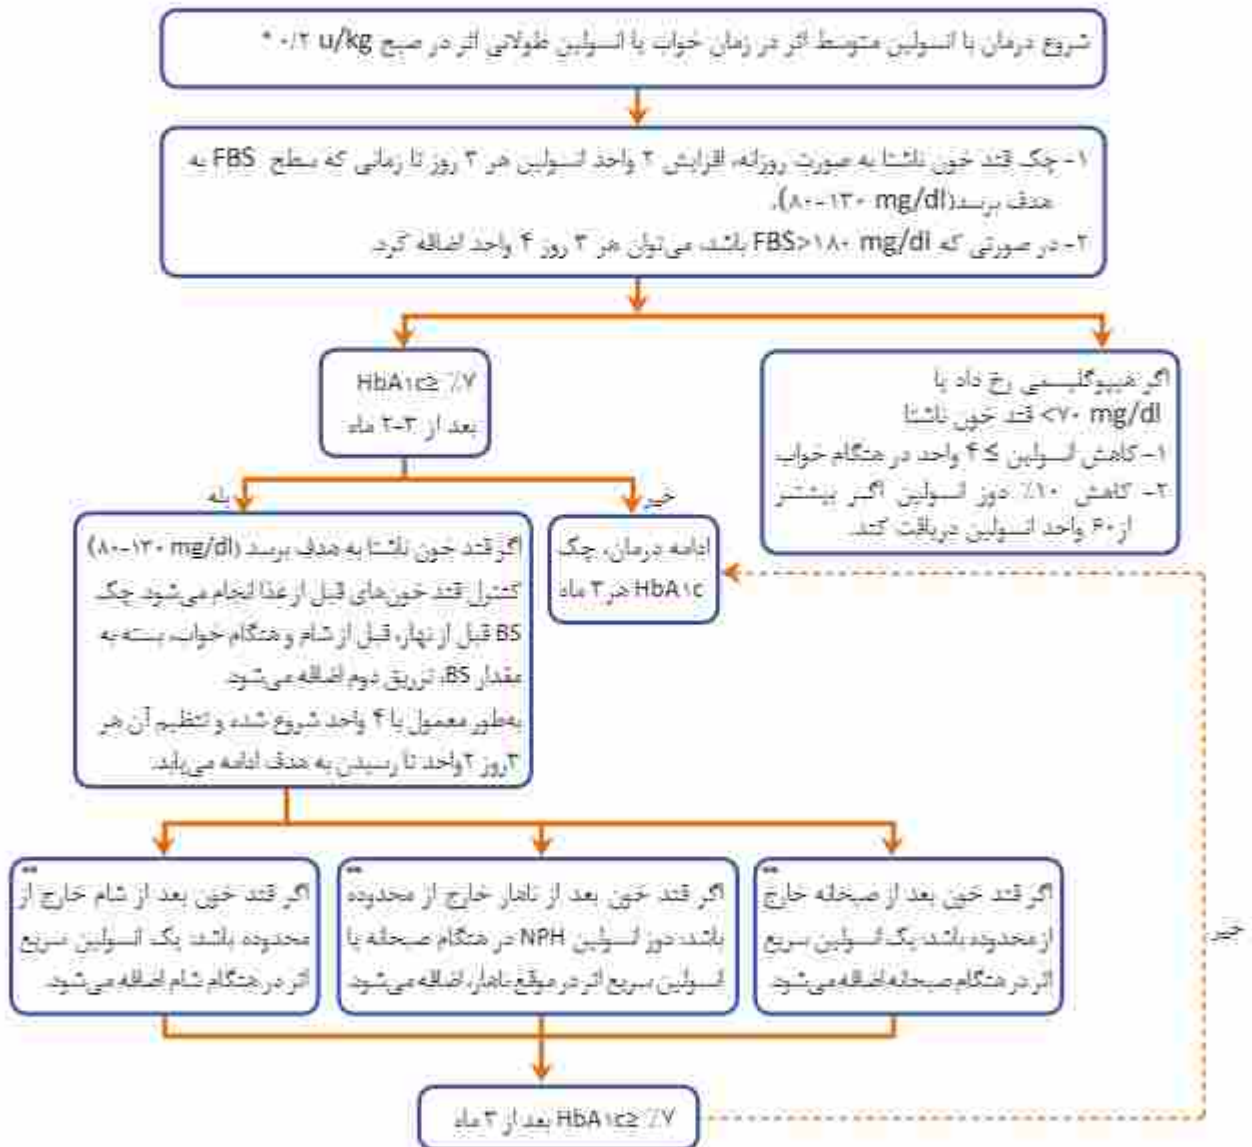 شروع درمان با انسولین متوسط اثر در زمان خواب یا انسولین طولانی اثر در صبح ۰/۲ u/kg *
۱- چک قند خون ناشتا به صورت روزانه، افزایش ۲ واحد انسولین هر ۳ روز تا زمانی که سطح FBS به
هدف برسد(۸۰-۱۳۰ mg/dl).
۲- در صورتی که FBS>۱۸۰ mg/dl باشد، می‌توان هر ۳ روز ۴ واحد اضافه کرد.
اگر هیپوگلیسمی رخ داد یا
<۷۰ mg/dl قند خون ناشتا
۱- کاهش انسولین ≥ ۴ واحد در هنگام خواب
۲- کاهش ۱۰٪ دوز انسولین اگر بیشتر
از ۶۰ واحد انسولین دریافت کند.
HbA۱c≥ ٪۷
بعد از ۳-۲ ماه
خیر
بله
ادامه درمان، چک
HbA۱c هر ۳ ماه
اگر قند خون ناشتا به هدف برسد (۸۰-۱۳۰ mg/dl)
کنترل قند خون‌های قبل از غذا انجام می‌شود. چک
BS قبل از نهار، قبل از شام و هنگام خواب، بسته به
مقدار BS، تزریق دوم اضافه می‌شود.
به‌طور معمول با ۴ واحد شروع شده و تنظیم آن هر
۳روز ۲واحد تا رسیدن به هدف ادامه می‌یابد.
**
اگر قند خون بعد از صبحانه خارج
از محدوده باشد: یک انسولین سریع
اثر در هنگام صبحانه اضافه می‌شود.
**
اگر قند خون بعد از ناهار خارج از محدوده
باشد: دوز انسولین NPH در هنگام صبحانه یا
انسولین سریع اثر در موقع ناهار، اضافه می‌شود.
**
اگر قند خون بعد از شام خارج از
محدوده باشد: یک انسولین سریع
اثر در هنگام شام اضافه می‌شود.
خیر
HbA۱c≥ ٪۷ بعد از ۳ ماه